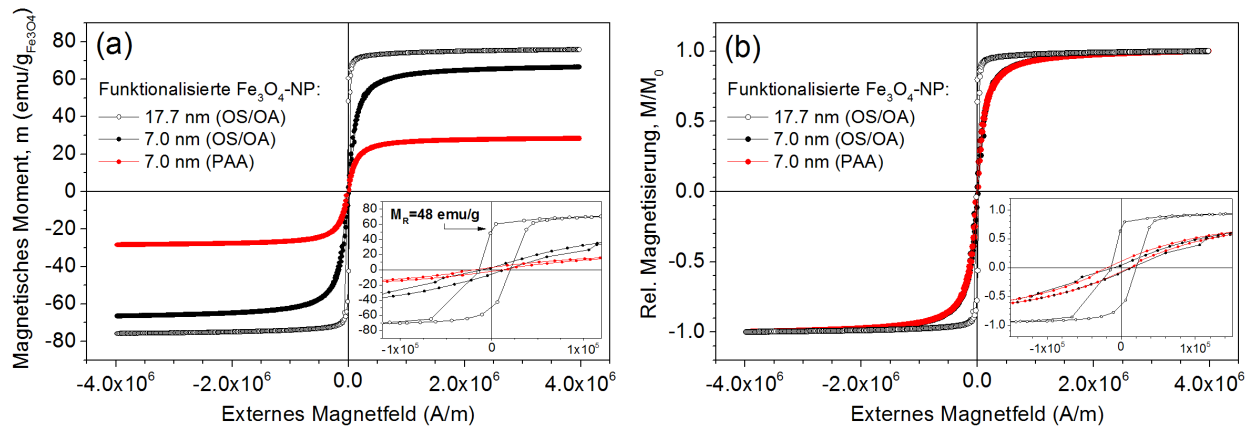 (a)
Funktionalisierte Fe3O4-NP:
17.7 nm (OS/OA)
7.0 nm (OS/OA)
7.0 nm (PAA)
Magnetisches Moment, m (emu/gFe3O4)
80
60
40
20
0
-20
-40
-60
-80
-4.0x10^6
-2.0x10^6
0.0
2.0x10^6
4.0x10^6
Externes Magnetfeld (A/m)
MR=48 emu/g
80
60
40
20
0
20
40
60
80
-1x10^5
0
1x10^5
(b)
Funktionalisierte Fe3O4-NP:
17.7 nm (OS/OA)
7.0 nm (OS/OA)
7.0 nm (PAA)
Rel. Magnetisierung, M/M0
1.0
0.5
0.0
-0.5
-1.0
-4.0x10^6
-2.0x10^6
0.0
2.0x10^6
4.0x10^6
Externes Magnetfeld (A/m)
1.0
0.5
0.0
-0.5
-1.0
-1x10^5
0
1x10^5